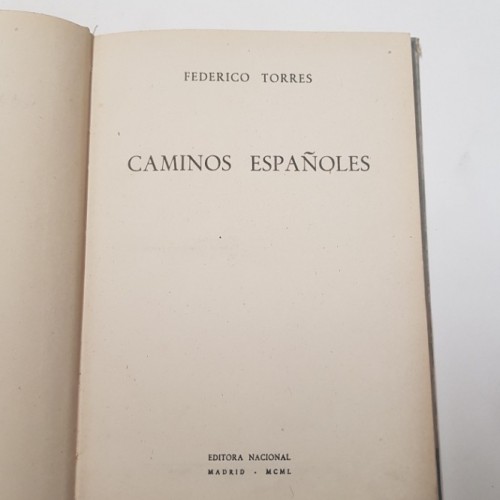 FEDERICO TORRES
CAMINOS ESPAÑOLES
EDITORA NACIONAL
MADRID - MCML